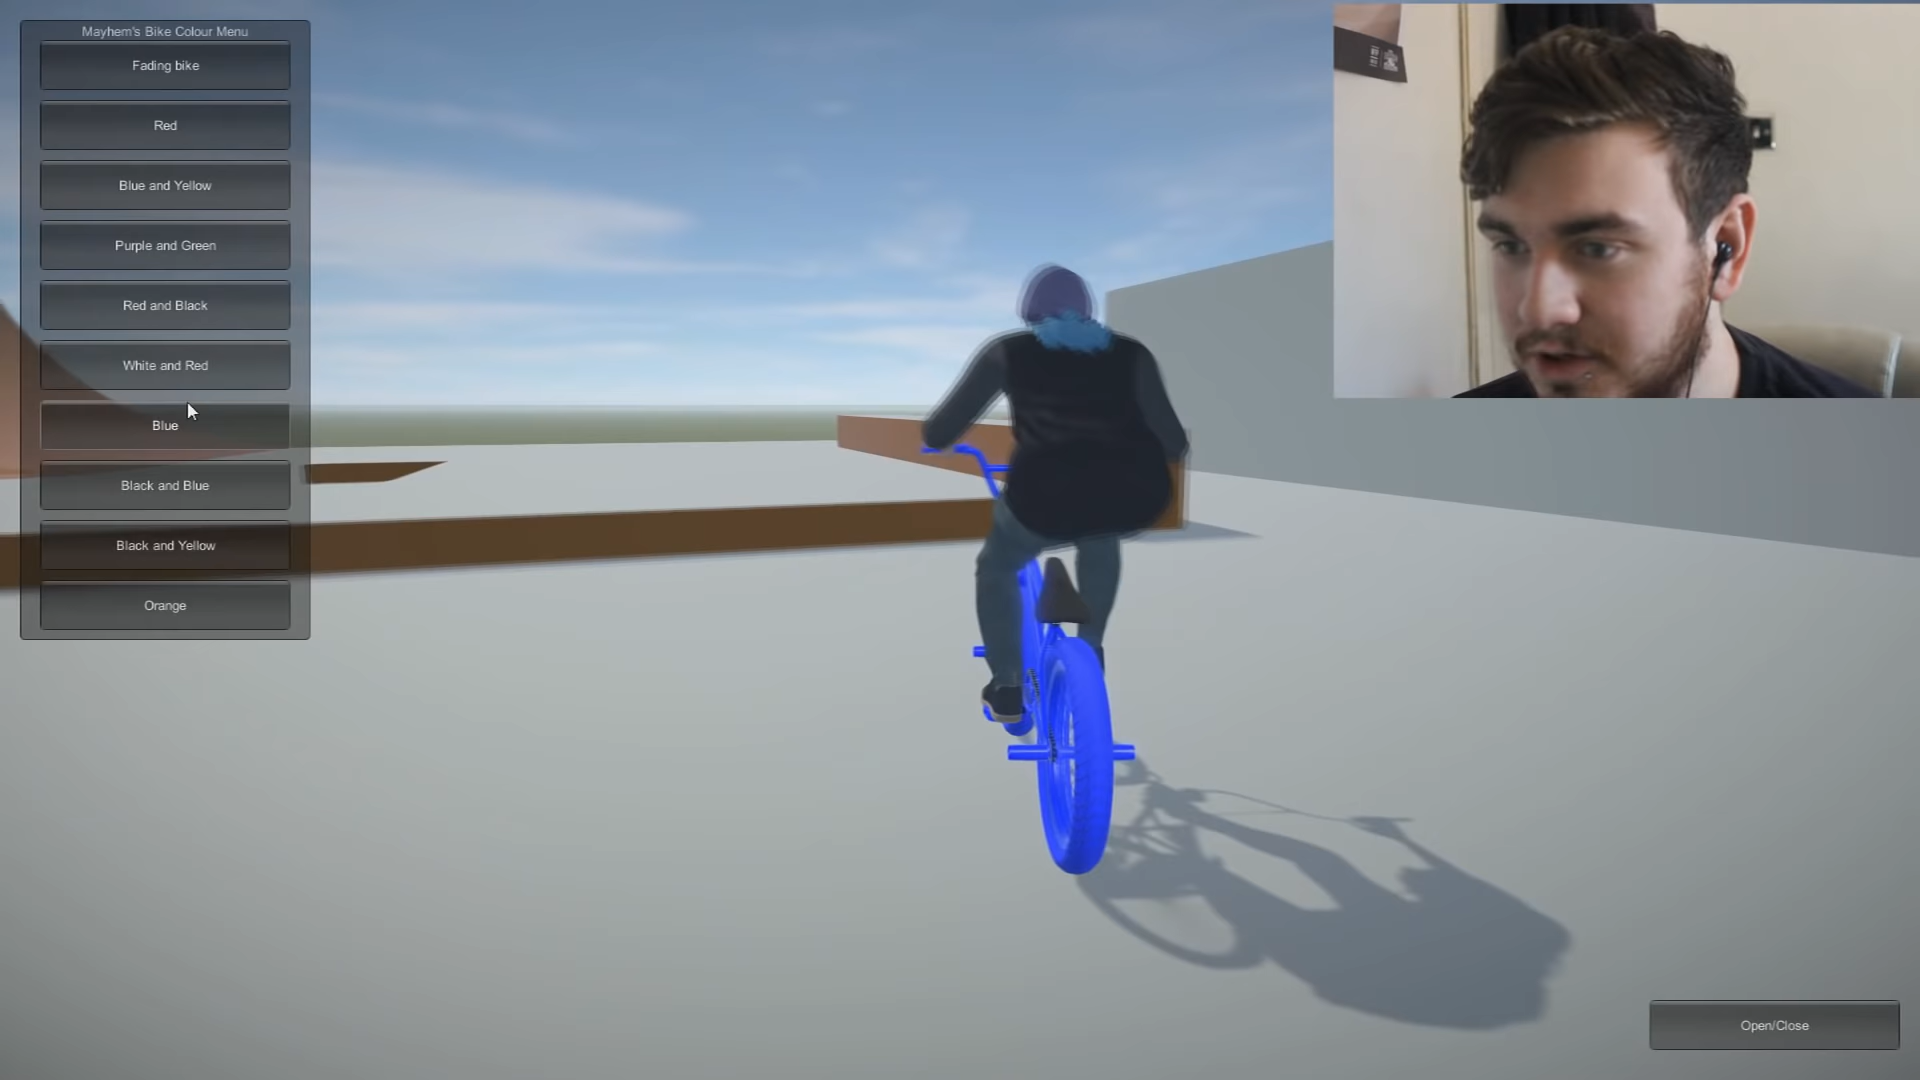 Mayhem's Bike Colour Menu
Fading bike
Red
Blue and Yellow
Purple and Green
Red and Black
White and Red
Blue
Black and Blue
Black and Yellow
Orange
Open/Close